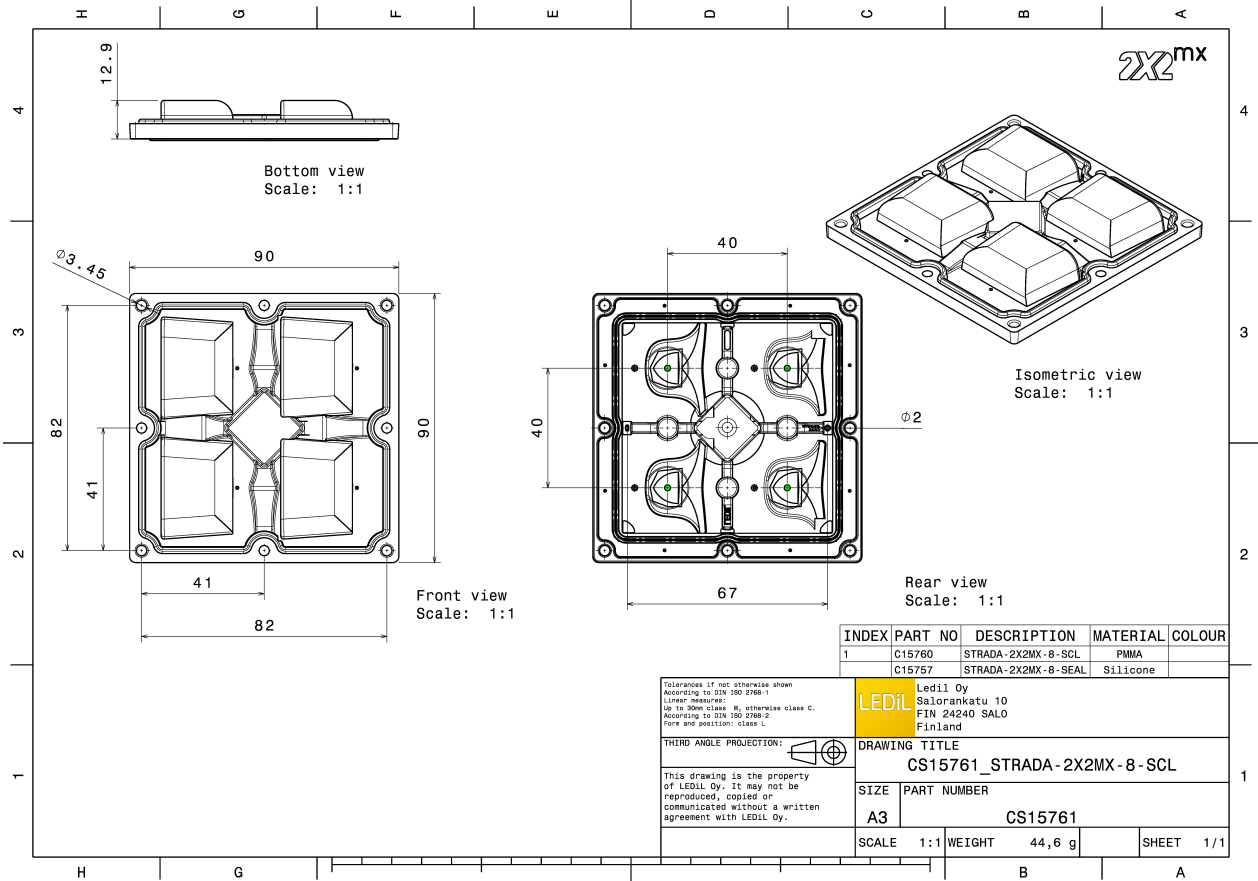 H G F E D C B A
4
4
2X2mx
12.9
Bottom view
Scale: 1:1
Ø3.45
90
40
3
3
Isometric view
Scale: 1:1
82
41
90
40
Ø2
2
2
41
82
67
Front view
Scale: 1:1
Rear view
Scale: 1:1
INDEX PART NO DESCRIPTION MATERIAL COLOUR
1 C15760 STRADA-2X2MX-8-SCL PMMA
C15757 STRADA-2X2MX-8-SEAL Silicone
Tolerances if not otherwise shown
According to DIN ISO 2768-1
Linear measures:
Up to 30mm class M, otherwise class C.
According to DIN ISO 2768-2
Form and position: class L
LEDiL
Ledil Oy
Salorankatu 10
FIN 24240 SALO
Finland
THIRD ANGLE PROJECTION:
DRAWING TITLE
CS15761_STRADA-2X2MX-8-SCL
This drawing is the property
of LEDiL Oy. It may not be
reproduced, copied or
communicated without a written
agreement with LEDiL Oy.
SIZE
A3
PART NUMBER
CS15761
SCALE 1:1 WEIGHT 44,6 g SHEET 1/1
1
1
H G B A